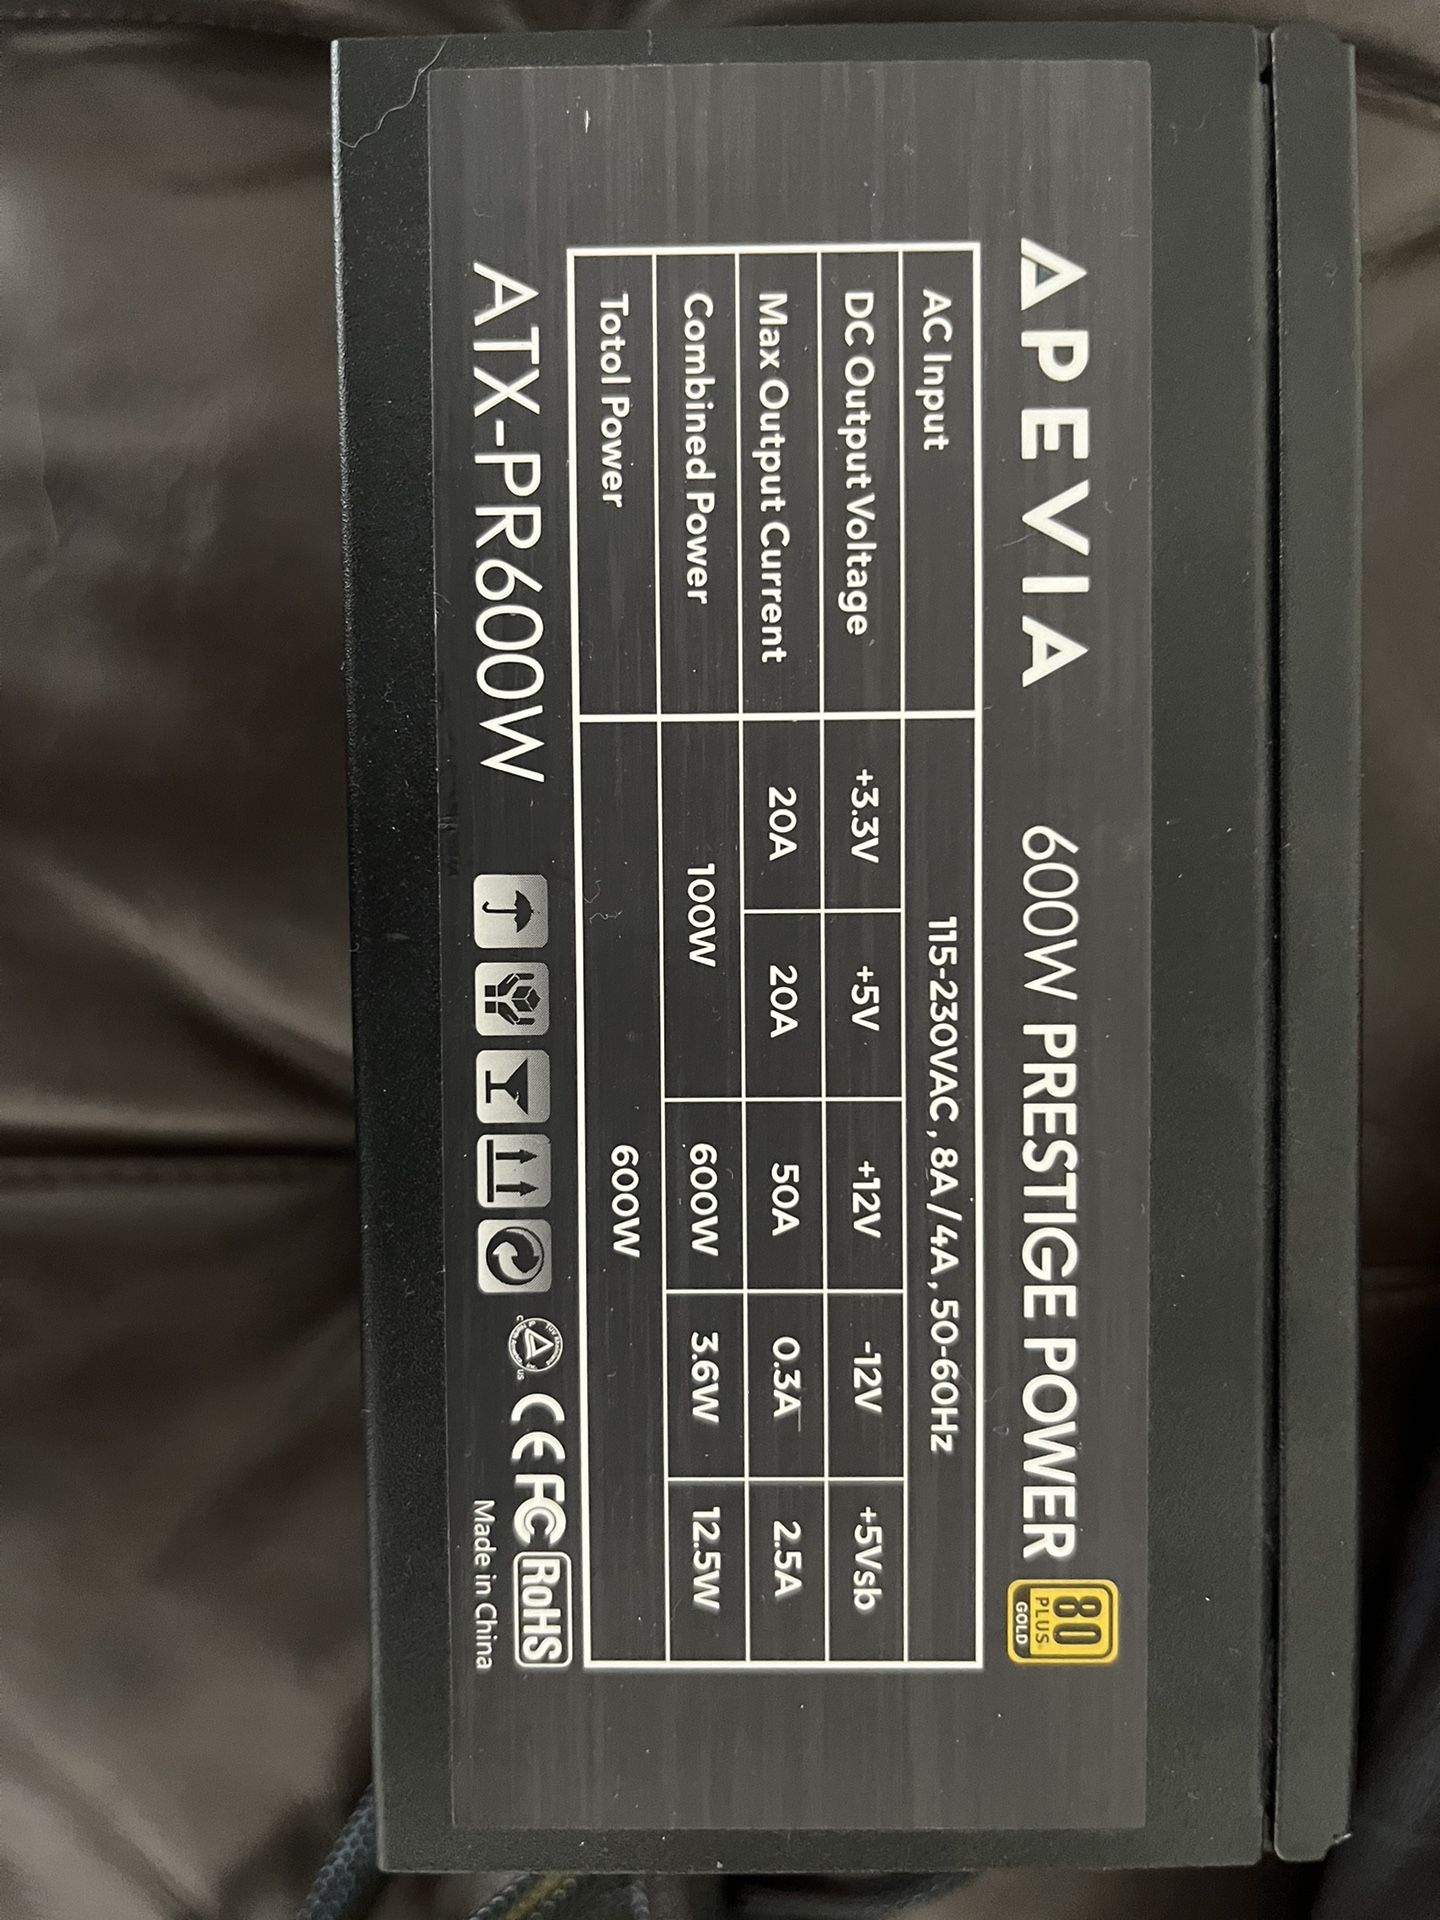 APEVIA 600W PRESTIGE POWER 80 PLUS GOLD
AC Input 115-230VAC, 8A/4A, 50-60Hz
DC Output Voltage +3.3V +5V +12V -12V +5Vsb
Max Output Current 20A 20A 50A 0.3A 2.5A
Combined Power 100W 600W 3.6W 12.5W
Totol Power 600W
ATX-PR600W CE FC RoHS
Made in China